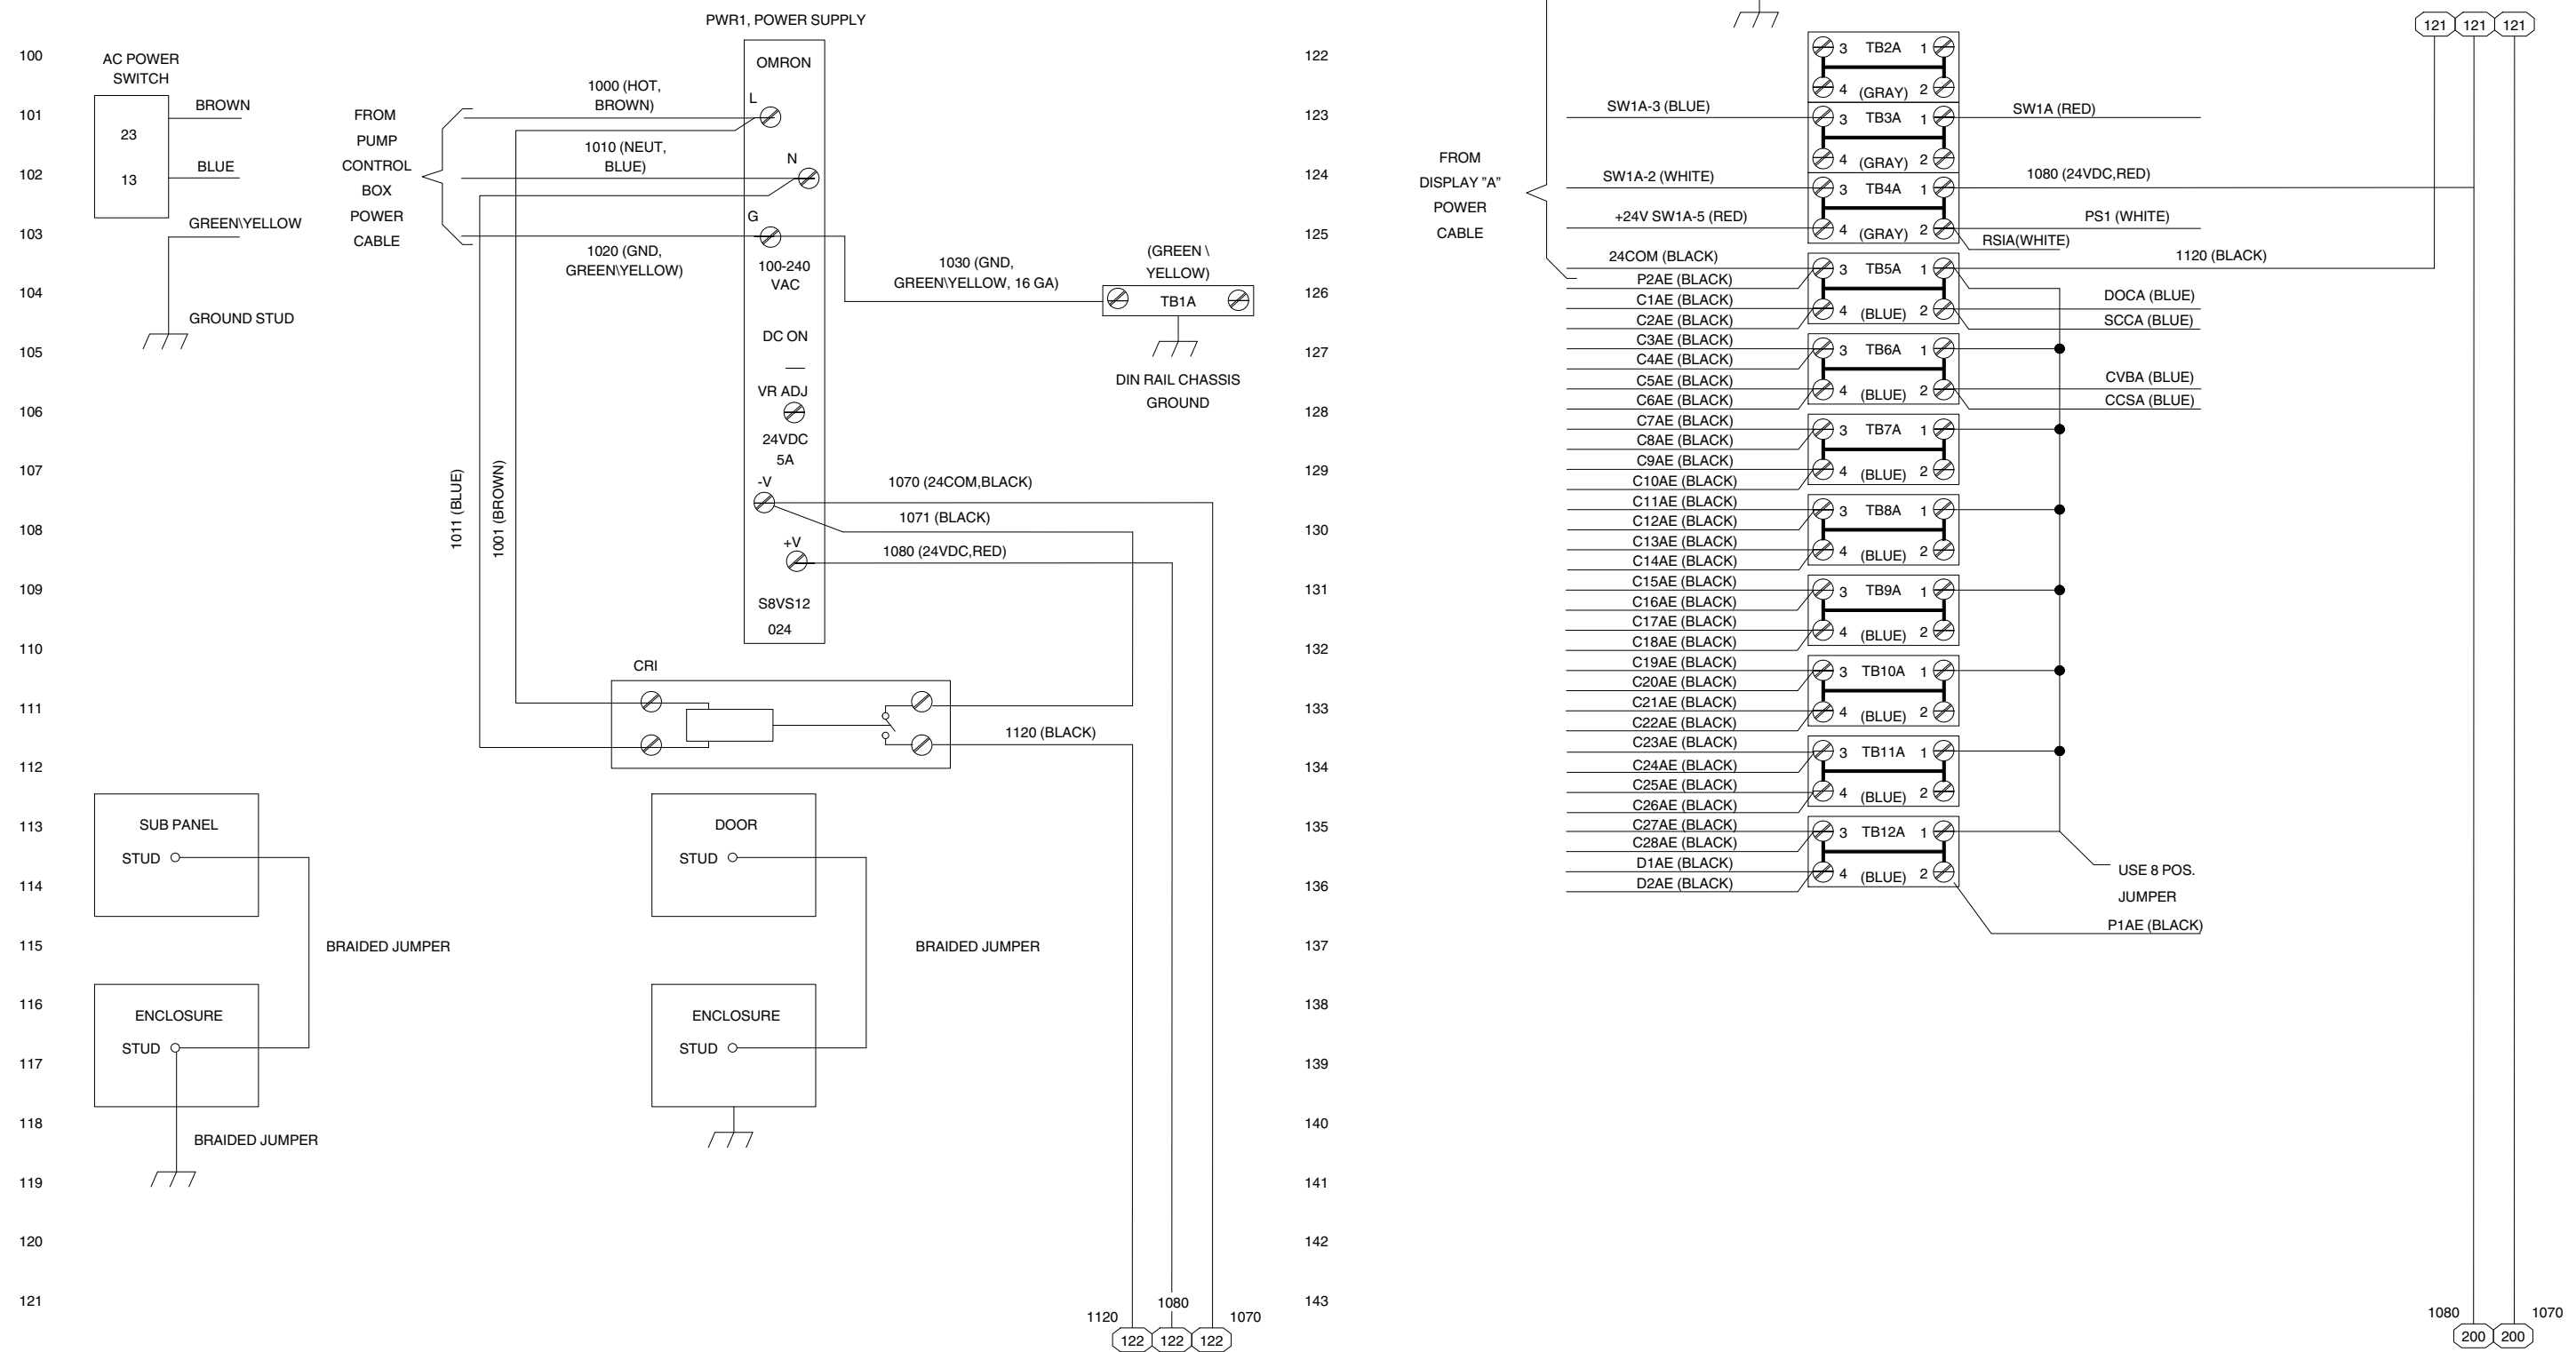 PWR1, POWER SUPPLY
100
AC POWER
SWITCH
OMRON
BROWN
23
BLUE
13
GREEN\YELLOW
GROUND STUD
101
102
103
104
105
106
107
108
109
110
111
112
113
114
115
116
117
118
119
120
121
FROM
PUMP
CONTROL
BOX
POWER
CABLE
1000 (HOT,
BROWN)
1010 (NEUT,
BLUE)
1020 (GND,
GREEN\YELLOW)
L
N
G
100-240
VAC
DC ON
VR ADJ
24VDC
5A
-V
+V
S8VS12
024
1030 (GND,
GREEN\YELLOW, 16 GA)
(GREEN \
YELLOW)
TB1A
DIN RAIL CHASSIS
GROUND
1011 (BLUE)
1001 (BROWN)
1070 (24COM,BLACK)
1071 (BLACK)
1080 (24VDC,RED)
CRI
1120 (BLACK)
SUB PANEL
STUD
BRAIDED JUMPER
ENCLOSURE
STUD
BRAIDED JUMPER
DOOR
STUD
BRAIDED JUMPER
ENCLOSURE
STUD
1120
1080
1070
122
122
122
122
123
124
125
126
127
128
129
130
131
132
133
134
135
136
137
138
139
140
141
142
143
FROM
DISPLAY "A"
POWER
CABLE
121
121
121
3 TB2A 1
4 (GRAY) 2
SW1A-3 (BLUE)
3 TB3A 1
SW1A (RED)
4 (GRAY) 2
SW1A-2 (WHITE)
3 TB4A 1
1080 (24VDC,RED)
+24V SW1A-5 (RED)
4 (GRAY) 2
PS1 (WHITE)
RSIA(WHITE)
24COM (BLACK)
3 TB5A 1
1120 (BLACK)
P2AE (BLACK)
C1AE (BLACK)
4 (BLUE) 2
DOCA (BLUE)
C2AE (BLACK)
SCCA (BLUE)
C3AE (BLACK)
3 TB6A 1
C4AE (BLACK)
C5AE (BLACK)
4 (BLUE) 2
CVBA (BLUE)
C6AE (BLACK)
CCSA (BLUE)
C7AE (BLACK)
3 TB7A 1
C8AE (BLACK)
C9AE (BLACK)
4 (BLUE) 2
C10AE (BLACK)
C11AE (BLACK)
3 TB8A 1
C12AE (BLACK)
C13AE (BLACK)
4 (BLUE) 2
C14AE (BLACK)
C15AE (BLACK)
3 TB9A 1
C16AE (BLACK)
C17AE (BLACK)
4 (BLUE) 2
C18AE (BLACK)
C19AE (BLACK)
3 TB10A 1
C20AE (BLACK)
C21AE (BLACK)
4 (BLUE) 2
C22AE (BLACK)
C23AE (BLACK)
3 TB11A 1
C24AE (BLACK)
C25AE (BLACK)
4 (BLUE) 2
C26AE (BLACK)
C27AE (BLACK)
3 TB12A 1
C28AE (BLACK)
D1AE (BLACK)
4 (BLUE) 2
D2AE (BLACK)
USE 8 POS.
JUMPER
P1AE (BLACK)
1080
1070
200
200